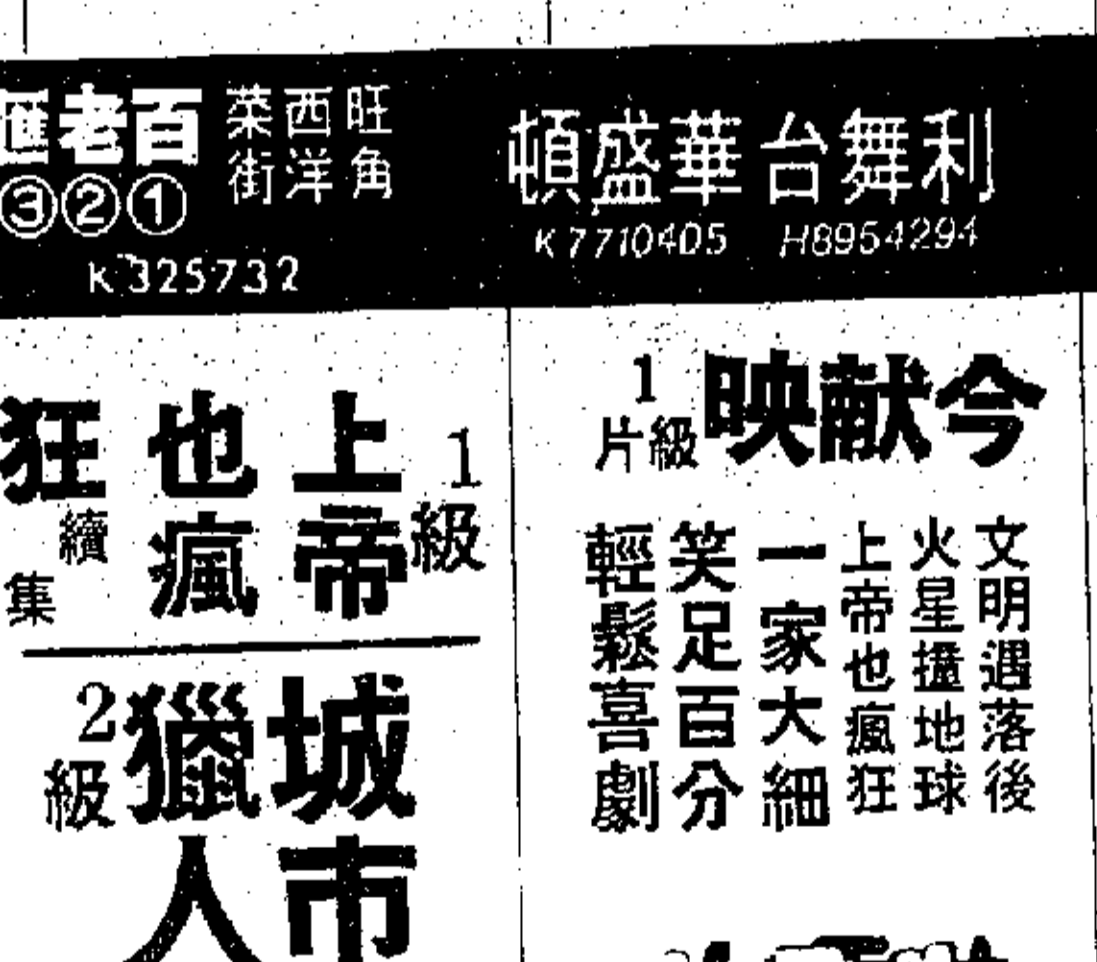 利舞台 華盛頓
H8954294 K7710405
今献映
1級片
文明遇落後
火星撞地球
上帝也瘋狂
一家大細
笑足百分
輕鬆喜劇
旺角
西洋
菜街
百老匯
①②③
K325732
1級
上帝
也瘋
狂
續集
城市
獵人
2級